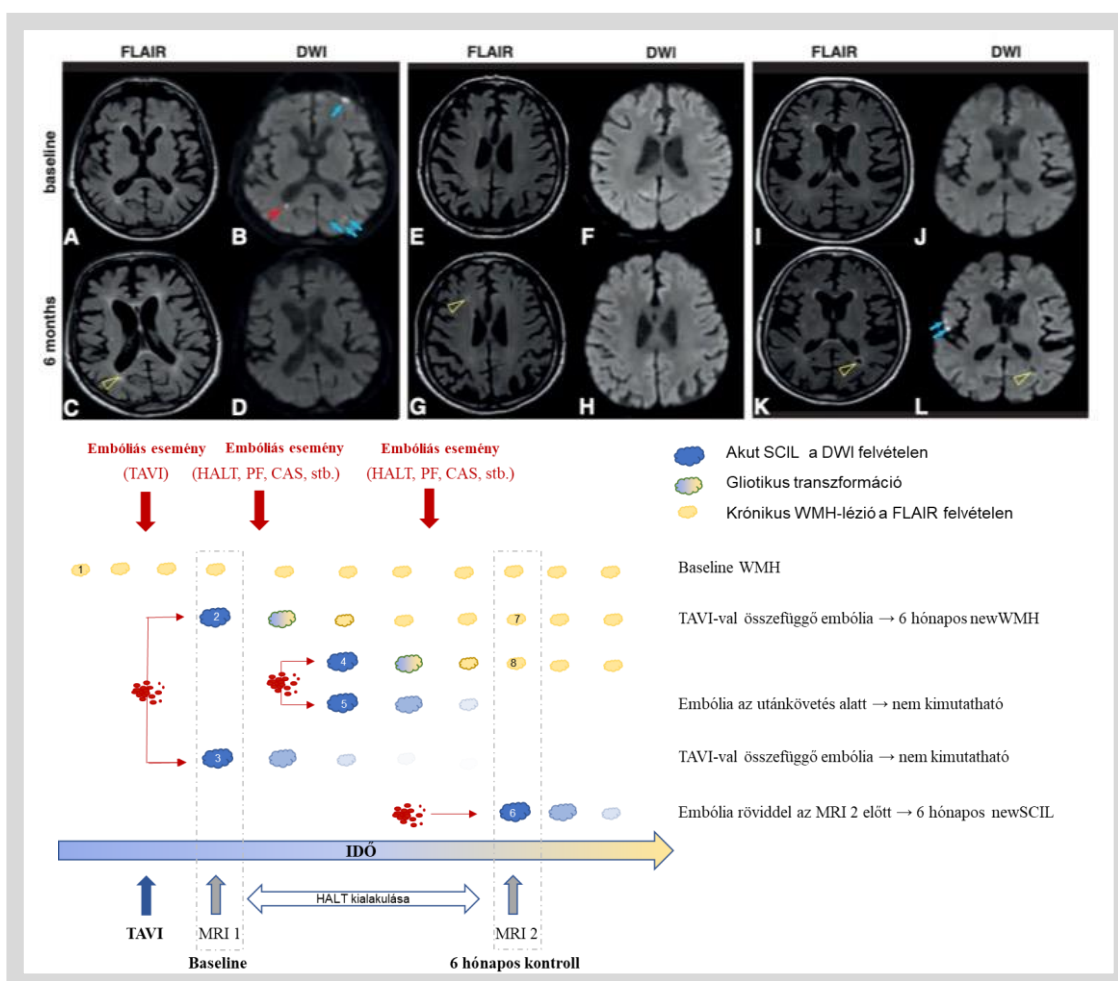 FLAIR DWI FLAIR DWI FLAIR DWI
baseline
A B E F I J
6 months
C D G H K L
Embóliás esemény
(TAVI)
Embóliás esemény
(HALT, PF, CAS, stb.)
Embóliás esemény
(HALT, PF, CAS, stb.)
Akut SCIL a DWI felvételen
Gliotikus transzformáció
Krónikus WMH-lézió a FLAIR felvételen
1
Baseline WMH
2 7
TAVI-val összefüggő embólia → 6 hónapos newWMH
4 8
5
Embólia az utánkövetés alatt → nem kimutatható
3
TAVI-val összefüggő embólia → nem kimutatható
6
Embólia röviddel az MRI 2 előtt → 6 hónapos newSCIL
IDŐ
HALT kialakulása
TAVI MRI 1 MRI 2
Baseline 6 hónapos kontroll